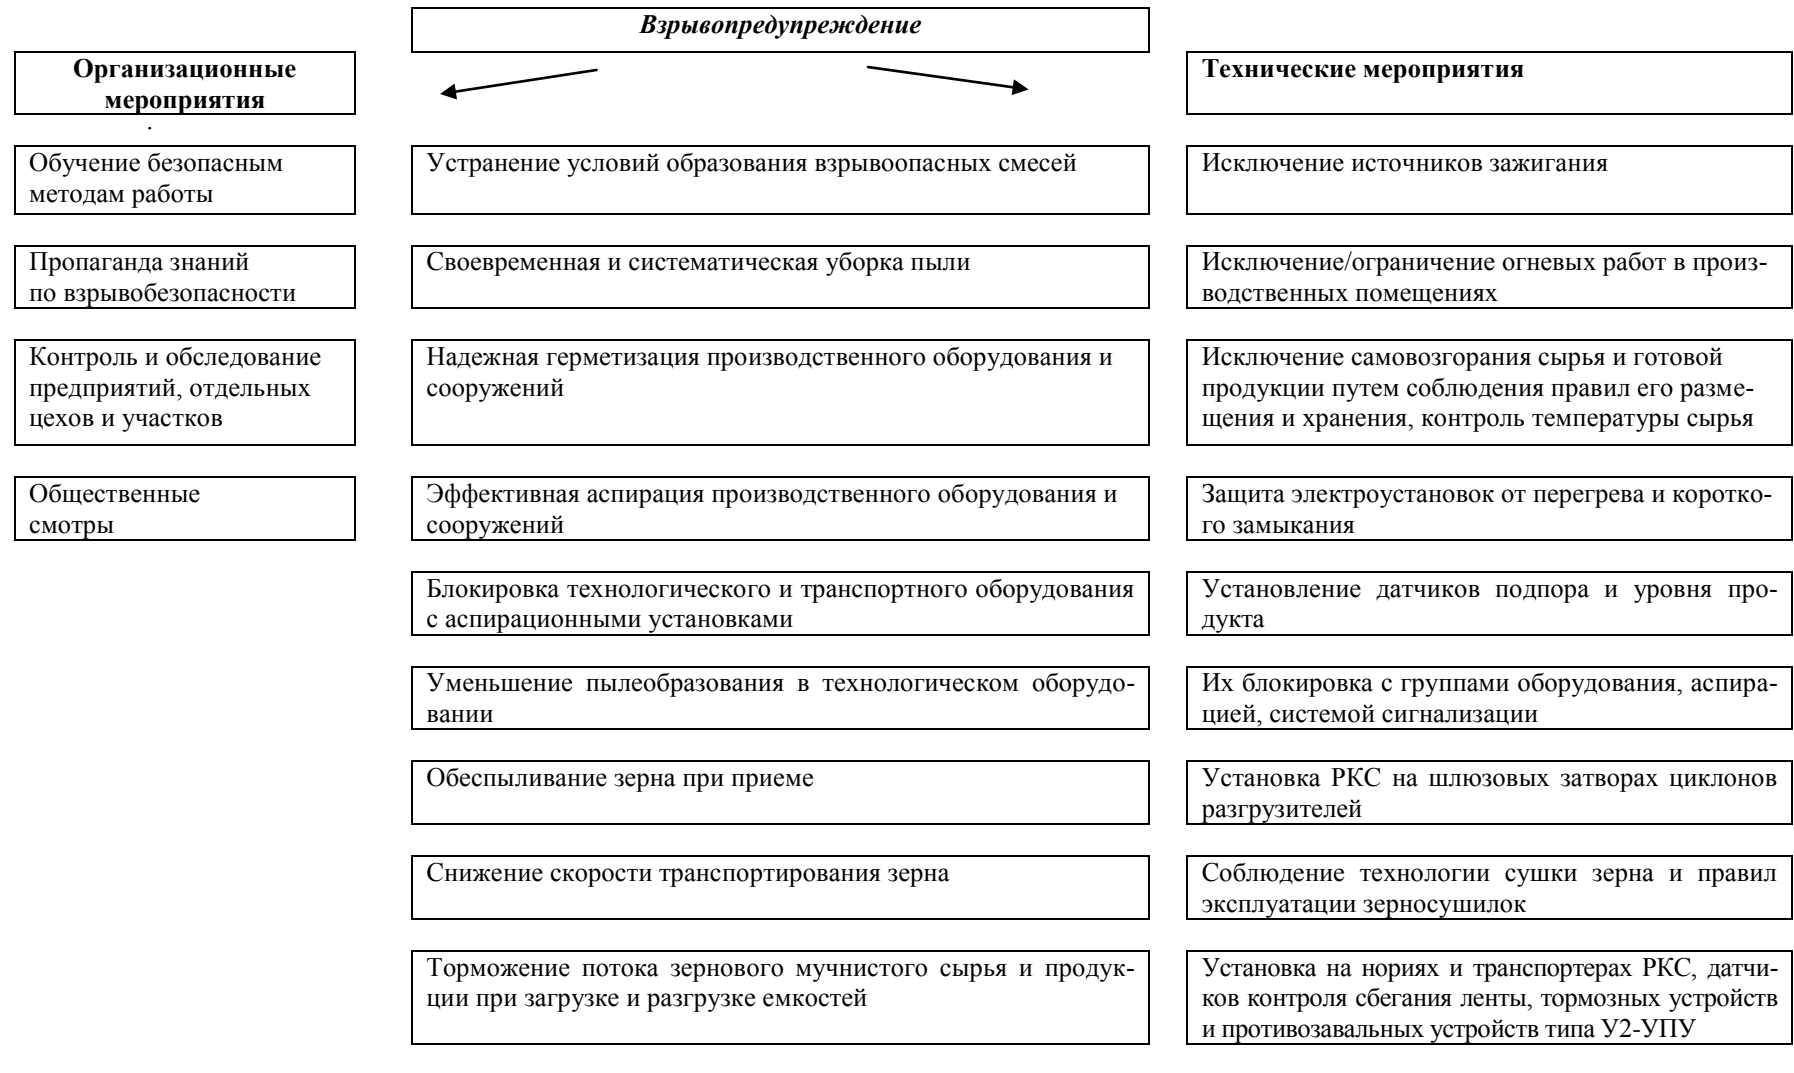 Взрывопредупреждение
Организационные
мероприятия
Технические мероприятия
.
Обучение безопасным
методам работы
Устранение условий образования взрывоопасных смесей
Исключение источников зажигания
Пропаганда знаний
по взрывобезопасности
Своевременная и систематическая уборка пыли
Исключение/ограничение огневых работ в произ-
водственных помещениях
Контроль и обследование
предприятий, отдельных
цехов и участков
Надежная герметизация производственного оборудования и
сооружений
Исключение самовозгорания сырья и готовой
продукции путем соблюдения правил его разме-
щения и хранения, контроль температуры сырья
Общественные
смотры
Эффективная аспирация производственного оборудования и
сооружений
Защита электроустановок от перегрева и коротко-
го замыкания
Блокировка технологического и транспортного оборудования
с аспирационными установками
Установление датчиков подпора и уровня про-
дукта
Уменьшение пылеобразования в технологическом оборудо-
вании
Их блокировка с группами оборудования, аспира-
цией, системой сигнализации
Обеспыливание зерна при приеме
Установка РКС на шлюзовых затворах циклонов
разгрузителей
Снижение скорости транспортирования зерна
Соблюдение технологии сушки зерна и правил
эксплуатации зерносушилок
Торможение потока зернового мучнистого сырья и продук-
ции при загрузке и разгрузке емкостей
Установка на нориях и транспортерах РКС, датчи-
ков контроля сбегания ленты, тормозных устройств
и противозавальных устройств типа У2-УПУ